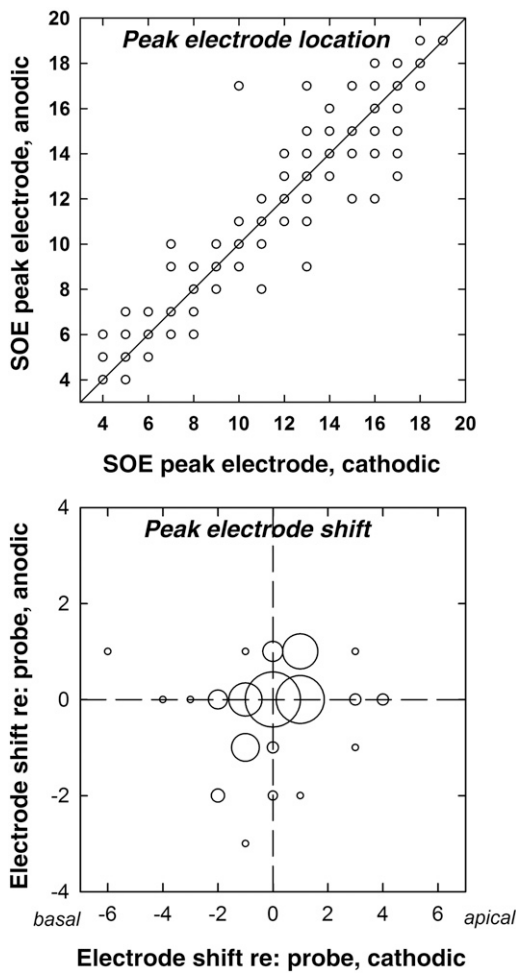 Peak electrode location
20
18
16
14
12
10
8
6
4
SOE peak electrode, anodic
4 6 8 10 12 14 16 18 20
SOE peak electrode, cathodic
Peak electrode shift
4
2
0
-2
-4
Electrode shift re: probe, anodic
basal -6 -4 -2 0 2 4 6 apical
Electrode shift re: probe, cathodic